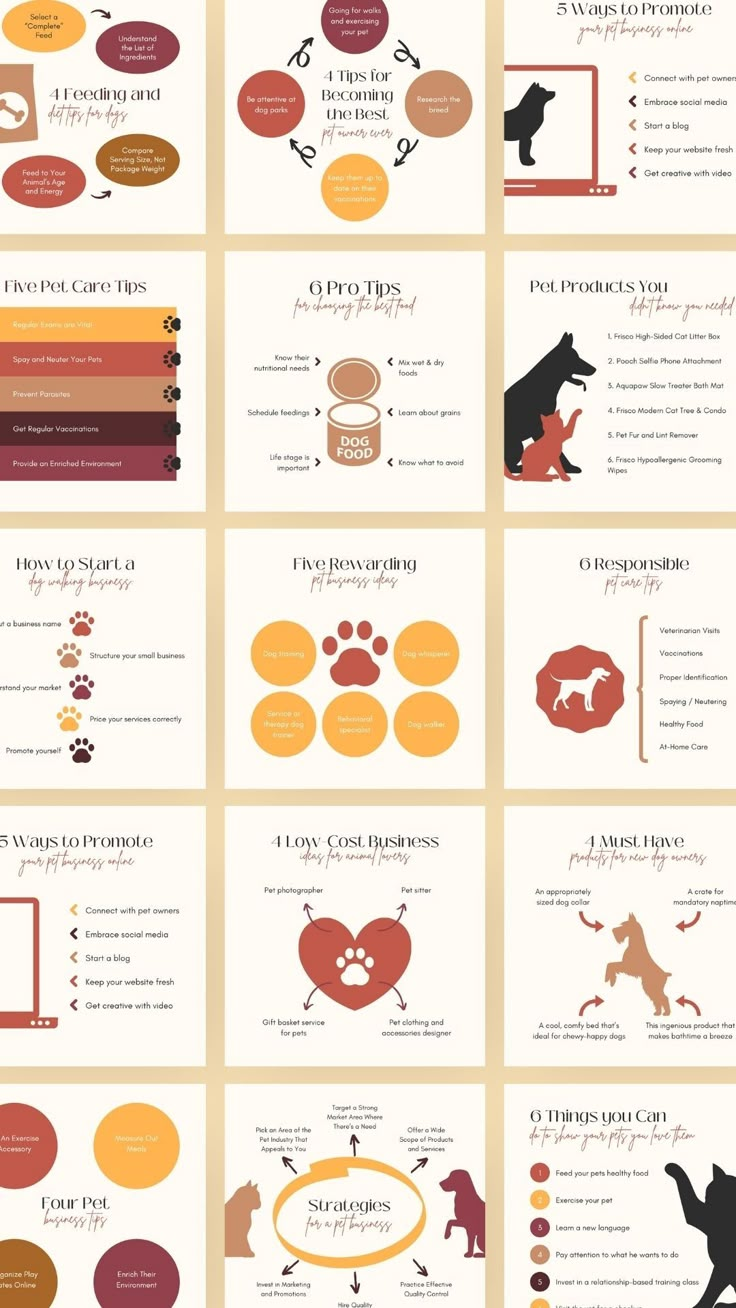 Select a
"Complete"
Feed
Understand
the List of
Ingredients
4 Feeding and
diet tips for dogs
Compare
Serving Size, Not
Package Weight
Feed to Your
Animal's Age
and Energy
Going for walks
and exercising
your pet
Be attentive at
dog parks
4 Tips for
Becoming
the Best
pet owner ever
Research the
breed
Keep them up to
date on their
vaccinations
5 Ways to Promote
your pet business online
Connect with pet owners
Embrace social media
Start a blog
Keep your website fresh
Get creative with video
Five Pet Care Tips
Regular Exams are Vital
Spay and Neuter Your Pets
Prevent Parasites
Get Regular Vaccinations
Provide an Enriched Environment
6 Pro Tips
for choosing the best food
Know their
nutritional needs
Mix wet & dry
foods
Schedule feedings
Learn about grains
DOG
FOOD
Life stage is
important
Know what to avoid
Pet Products You
didn't know you needed
1. Frisco High-Sided Cat Litter Box
2. Pooch Selfie Phone Attachment
3. Aquapaw Slow Treater Bath Mat
4. Frisco Modern Cat Tree & Condo
5. Pet Fur and Lint Remover
6. Frisco Hypoallergenic Grooming
Wipes
How to Start a
dog walking business:
a business name
Structure your small business
your market
Price your services correctly
Promote yourself
Five Rewarding
pet business ideas
Dog training
Dog whisperer
Service or
therapy dog
trainer
Behavioral
specialist
Dog walker
6 Responsible
pet care tips
Veterinarian Visits
Vaccinations
Proper Identification
Spaying / Neutering
Healthy Food
At-Home Care
5 Ways to Promote
your pet business online
Connect with pet owners
Embrace social media
Start a blog
Keep your website fresh
Get creative with video
4 Low-Cost Business
ideas for animal lovers
Pet photographer
Pet sitter
Gift basket service
for pets
Pet clothing and
accessories designer
4 Must Have
products for new dog owners
An appropriately
sized dog collar
A crate for
mandatory naptime
A cool, comfy bed that's
ideal for chewy-happy dogs
This ingenious product that
makes bathtime a breeze
An Exercise
Accessory
Measure Out
Meals
Four Pet
business tips
Play
Online
Enrich Their
Environment
Target a Strong
Market Area Where
There's a Need
Pick an Area of the
Pet Industry That
Appeals to You
Offer a Wide
Scope of Products
and Services
Strategies
for a pet business
Invest in Marketing
and Promotions
Practice Effective
Quality Control
Hire Quality
6 Things you Can
do to show your pets you love them
1 Feed your pets healthy food
2 Exercise your pet
3 Learn a new language
4 Pay attention to what he wants to do
5 Invest in a relationship-based training class